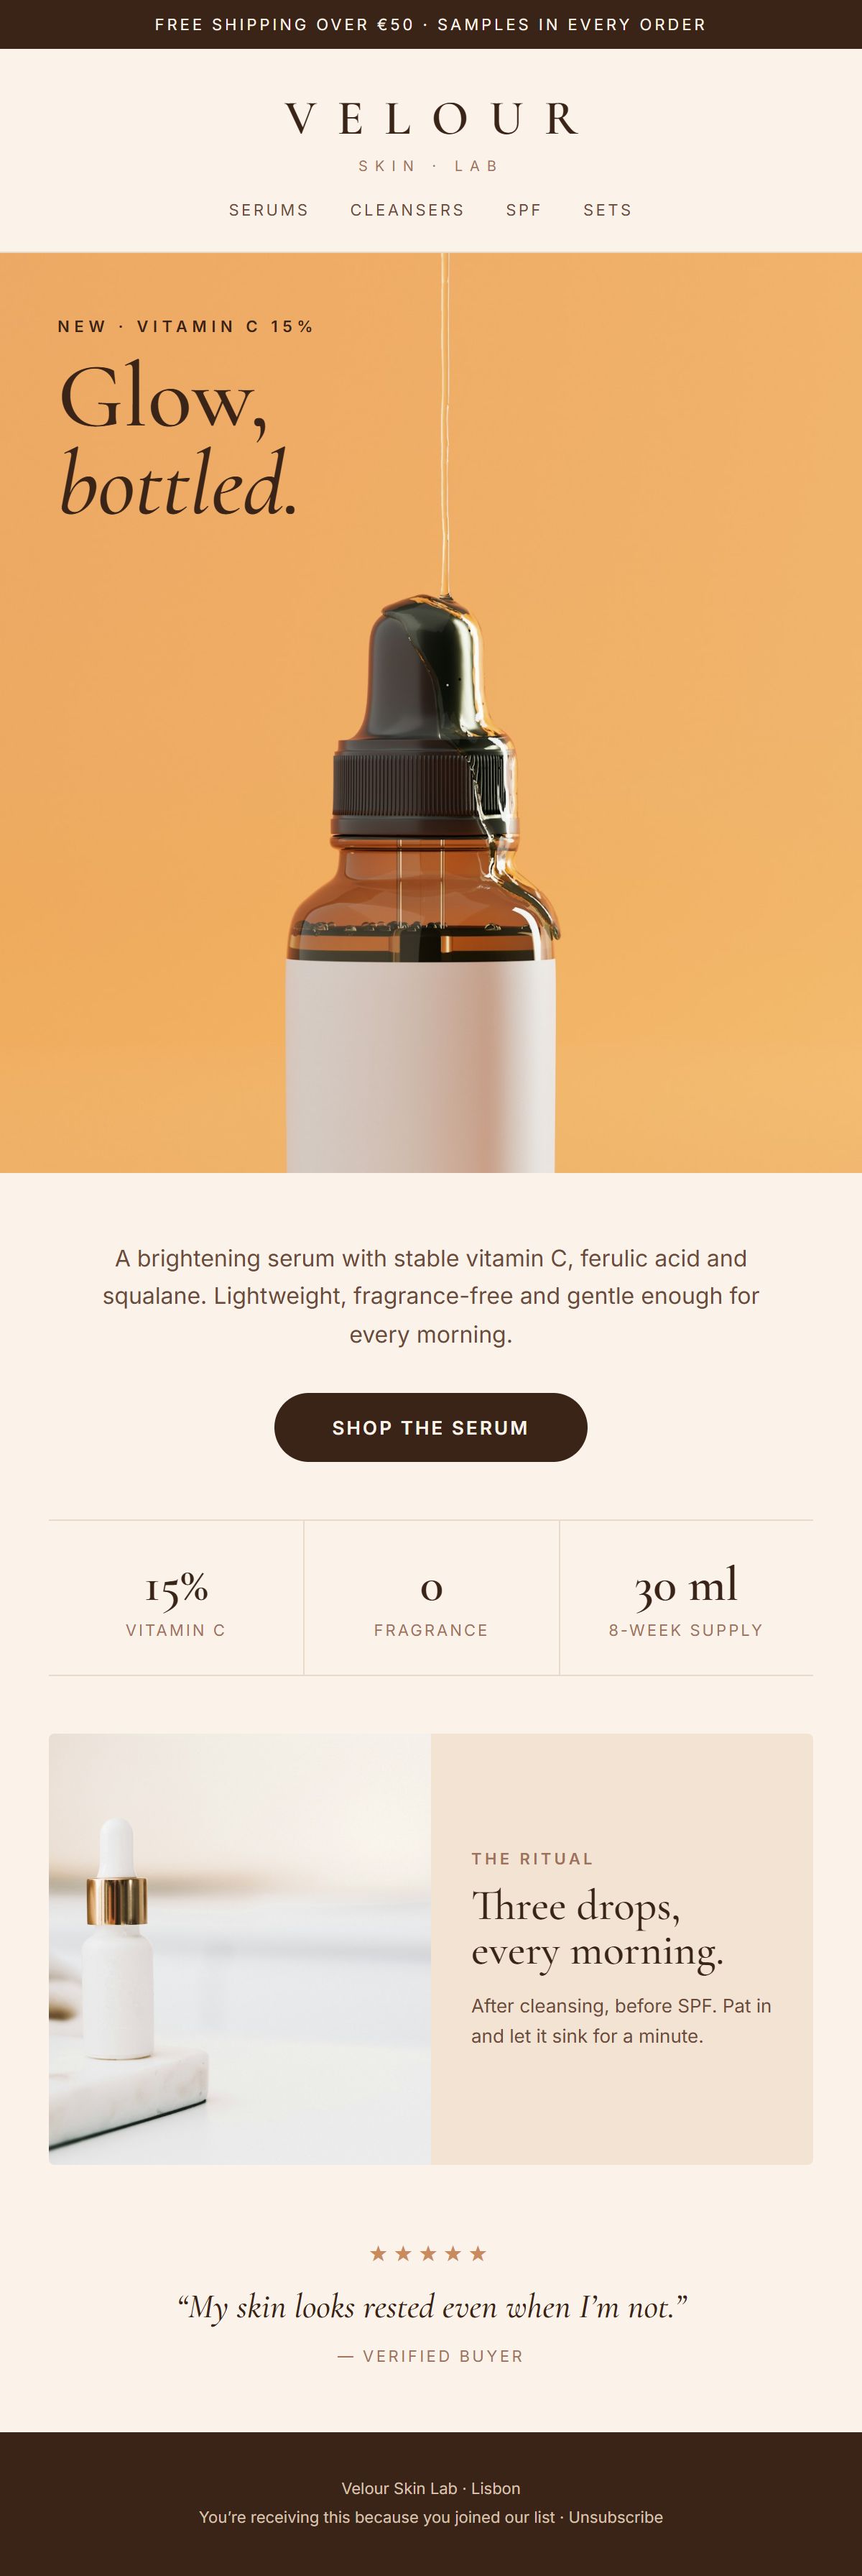 FREE SHIPPING OVER €50 · SAMPLES IN EVERY ORDER
VELOUR
SKIN · LAB
SERUMS CLEANSERS SPF SETS
NEW · VITAMIN C 15%
Glow,
bottled.
A brightening serum with stable vitamin C, ferulic acid and
squalane. Lightweight, fragrance-free and gentle enough for
every morning.
SHOP THE SERUM
15% 0 30 ml
VITAMIN C FRAGRANCE 8-WEEK SUPPLY
THE RITUAL
Three drops,
every morning.
After cleansing, before SPF. Pat in
and let it sink for a minute.
★★★★★
“My skin looks rested even when I’m not.”
— VERIFIED BUYER
Velour Skin Lab · Lisbon
You’re receiving this because you joined our list · Unsubscribe